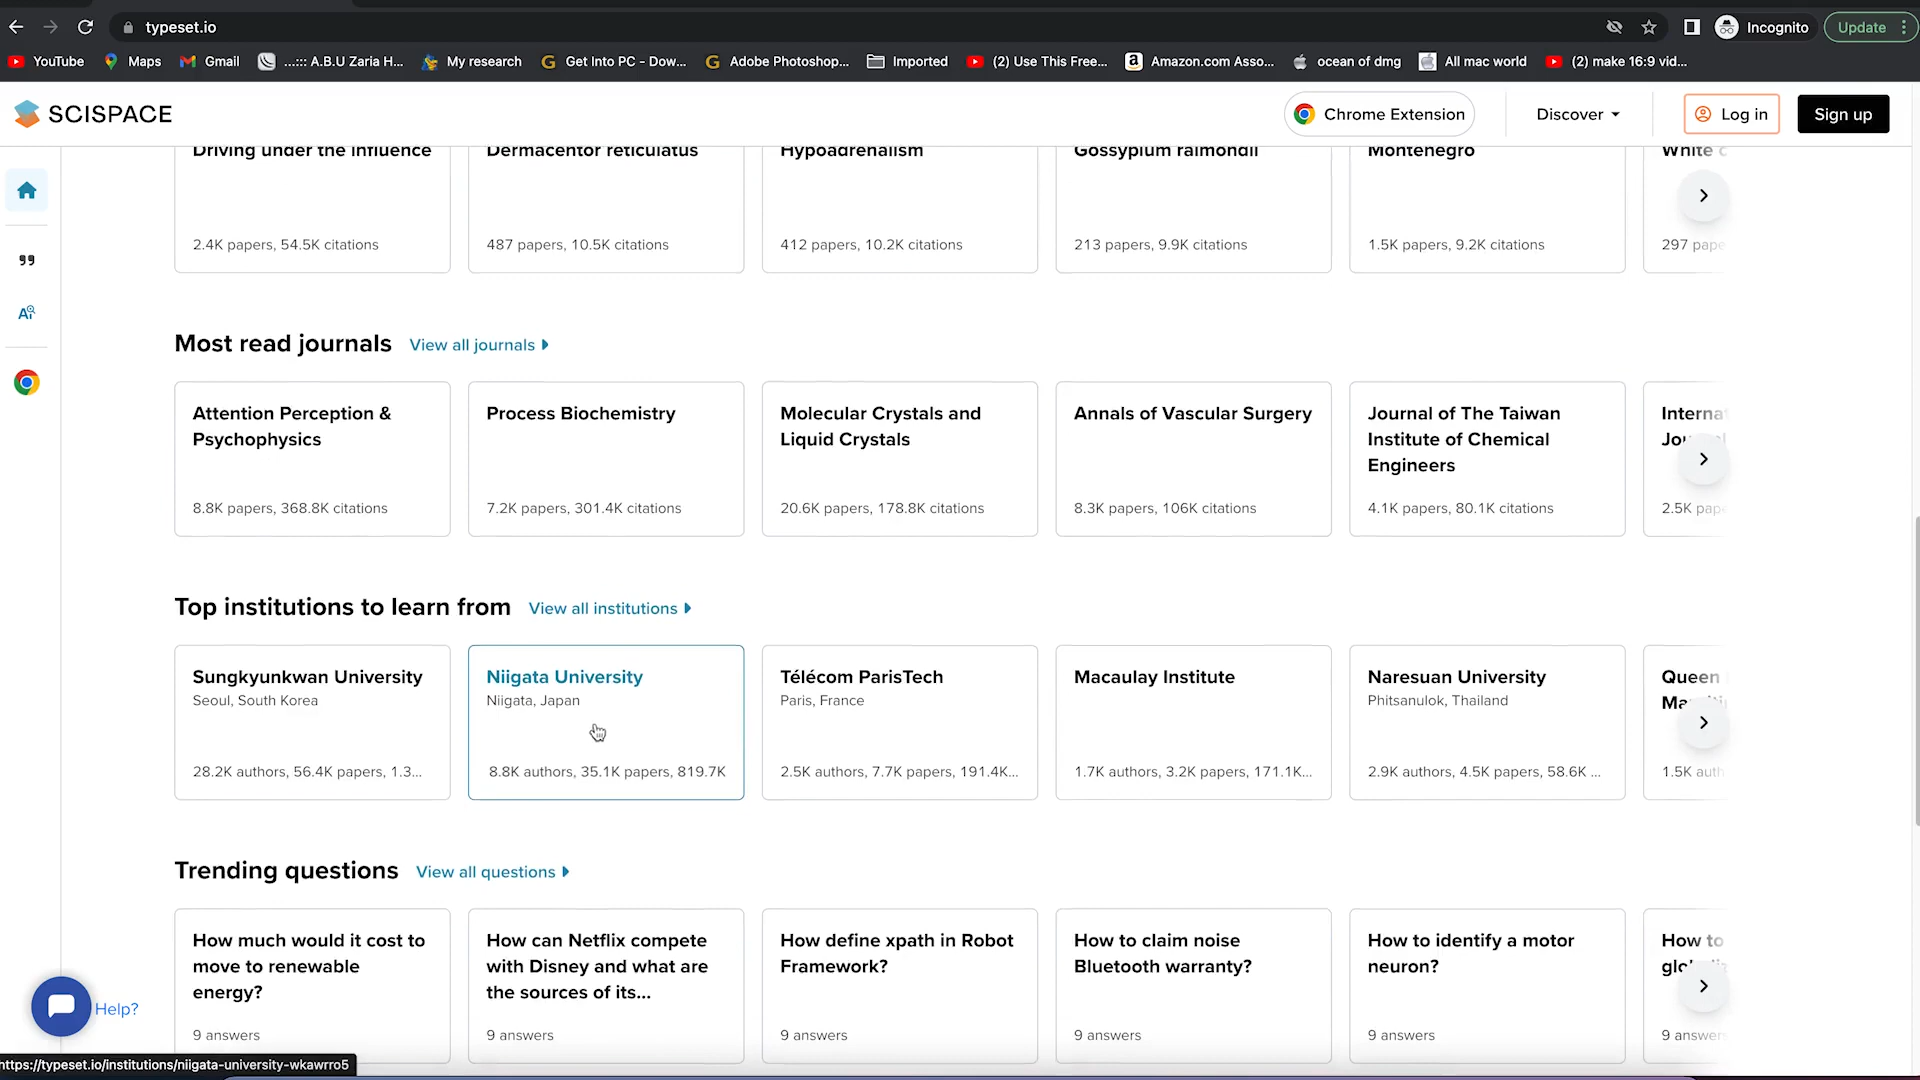 typeset.io
Incognito
Update
YouTube
Maps
Gmail
...::: A.B.U Zaria H...
My research
Get Into PC - Dow...
Adobe Photoshop...
Imported
(2) Use This Free...
Amazon.com Asso...
ocean of dmg
All mac world
(2) make 16:9 vid...
SCISPACE
Chrome Extension
Discover
Log in
Sign up
Driving under the influence
Dermacentor reticulatus
Hypoadrenalism
Gossypium raimondii
Montenegro
White c
2.4K papers, 54.5K citations
487 papers, 10.5K citations
412 papers, 10.2K citations
213 papers, 9.9K citations
1.5K papers, 9.2K citations
297 pape
Most read journals
View all journals
Attention Perception &
Psychophysics
8.8K papers, 368.8K citations
Process Biochemistry
7.2K papers, 301.4K citations
Molecular Crystals and
Liquid Crystals
20.6K papers, 178.8K citations
Annals of Vascular Surgery
8.3K papers, 106K citations
Journal of The Taiwan
Institute of Chemical
Engineers
4.1K papers, 80.1K citations
Internat
2.5K pape
Top institutions to learn from
View all institutions
Sungkyunkwan University
Seoul, South Korea
28.2K authors, 56.4K papers, 1.3...
Niigata University
Niigata, Japan
8.8K authors, 35.1K papers, 819.7K
Télécom ParisTech
Paris, France
2.5K authors, 7.7K papers, 191.4K...
Macaulay Institute
1.7K authors, 3.2K papers, 171.1K...
Naresuan University
Phitsanulok, Thailand
2.9K authors, 4.5K papers, 58.6K ...
Queen
1.5K auth
Trending questions
View all questions
How much would it cost to
move to renewable
energy?
9 answers
How can Netflix compete
with Disney and what are
the sources of its...
9 answers
How define xpath in Robot
Framework?
9 answers
How to claim noise
Bluetooth warranty?
9 answers
How to identify a motor
neuron?
9 answers
How to
9 answers
Help?
https://typeset.io/institutions/niigata-university-wkawrro5